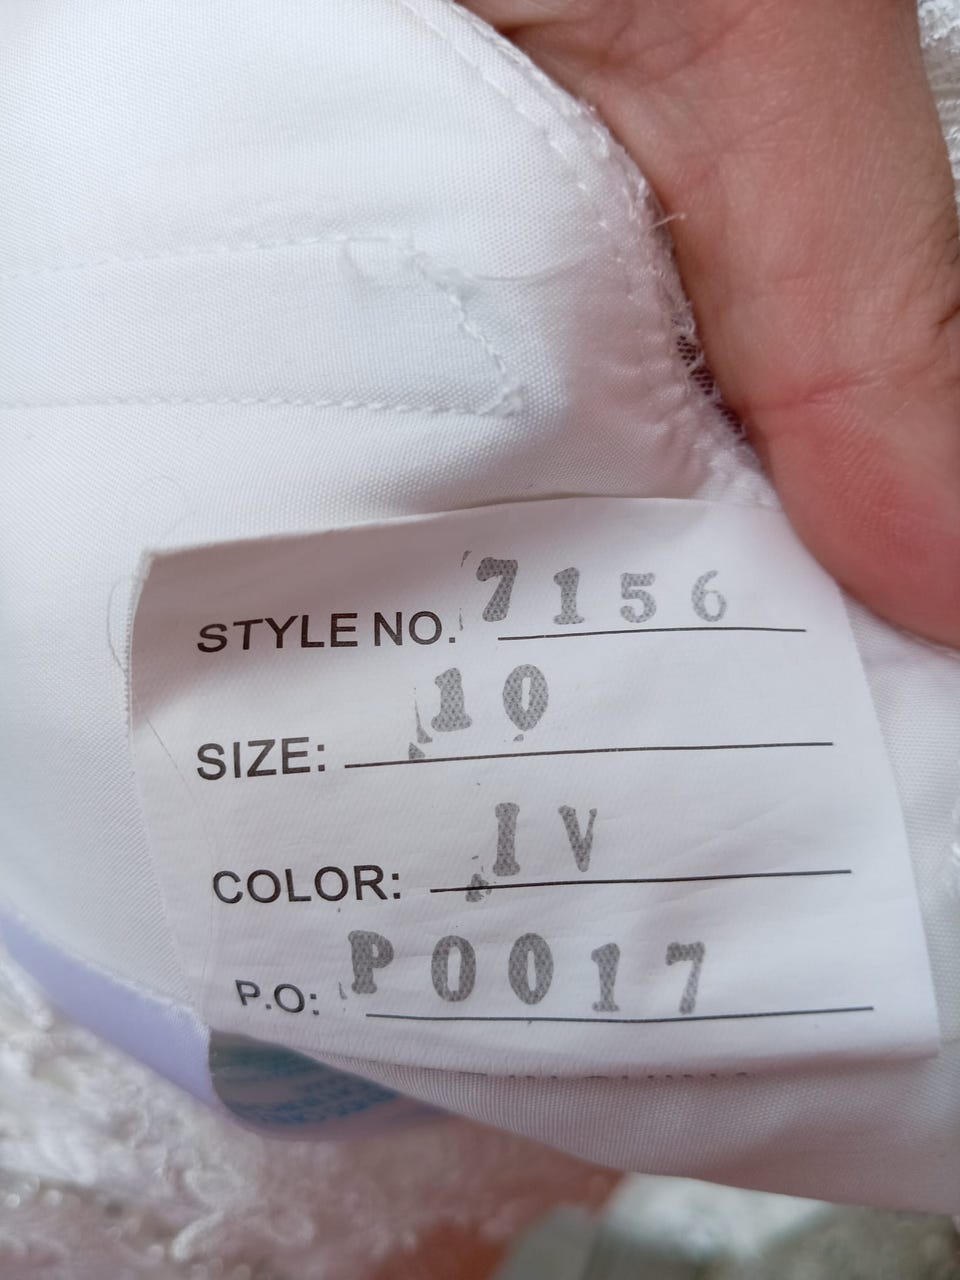 STYLE NO. 7156
SIZE: 10
COLOR: IV
P.O: P0017